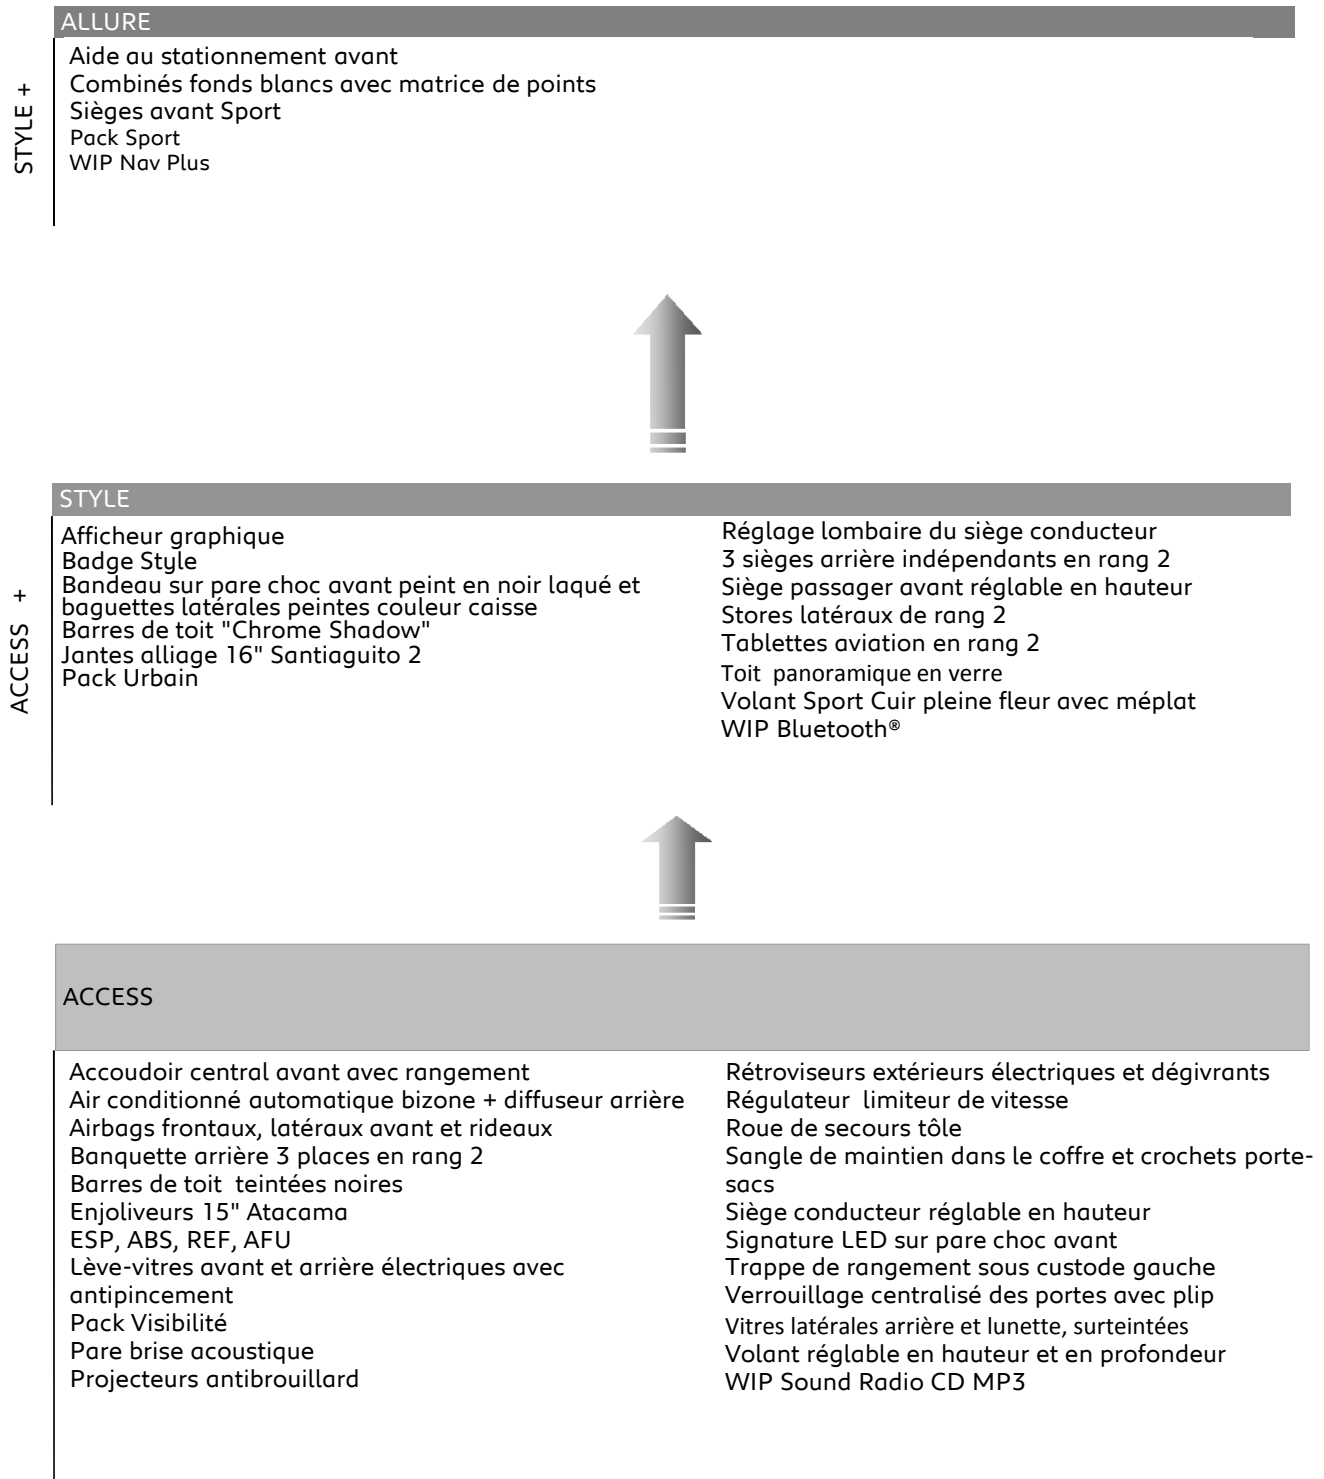 ALLURE
STYLE +
Aide au stationnement avant
Combinés fonds blancs avec matrice de points
Sièges avant Sport
Pack Sport
WIP Nav Plus
STYLE
ACCESS +
Afficheur graphique
Badge Style
Bandeau sur pare choc avant peint en noir laqué et
baguettes latérales peintes couleur caisse
Barres de toit "Chrome Shadow"
Jantes alliage 16" Santiaguito 2
Pack Urbain
Réglage lombaire du siège conducteur
3 sièges arrière indépendants en rang 2
Siège passager avant réglable en hauteur
Stores latéraux de rang 2
Tablettes aviation en rang 2
Toit panoramique en verre
Volant Sport Cuir pleine fleur avec méplat
WIP Bluetooth®
ACCESS
Accoudoir central avant avec rangement
Air conditionné automatique bizone + diffuseur arrière
Airbags frontaux, latéraux avant et rideaux
Banquette arrière 3 places en rang 2
Barres de toit teintées noires
Enjoliveurs 15" Atacama
ESP, ABS, REF, AFU
Lève-vitres avant et arrière électriques avec
antipincement
Pack Visibilité
Pare brise acoustique
Projecteurs antibrouillard
Rétroviseurs extérieurs électriques et dégivrants
Régulateur limiteur de vitesse
Roue de secours tôle
Sangle de maintien dans le coffre et crochets porte-
sacs
Siège conducteur réglable en hauteur
Signature LED sur pare choc avant
Trappe de rangement sous custode gauche
Verrouillage centralisé des portes avec plip
Vitres latérales arrière et lunette, surteintées
Volant réglable en hauteur et en profondeur
WIP Sound Radio CD MP3